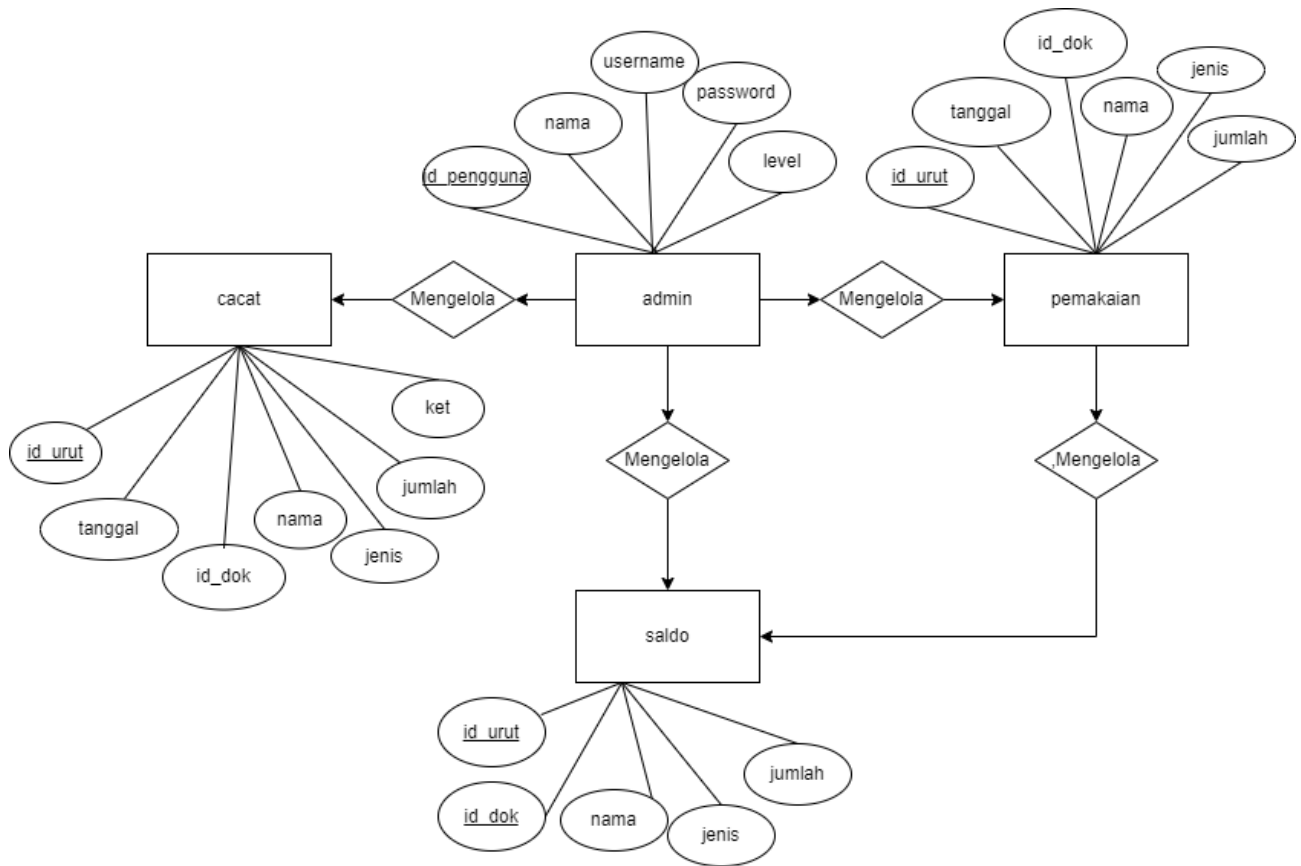 id_dok
username
jenis
password
tanggal
nama
nama
jumlah
level
id_pengguna
id_urut
cacat
Mengelola
admin
Mengelola
pemakaian
ket
id_urut
Mengelola
,Mengelola
jumlah
tanggal
nama
jenis
id_dok
saldo
id_urut
jumlah
id_dok
nama
jenis